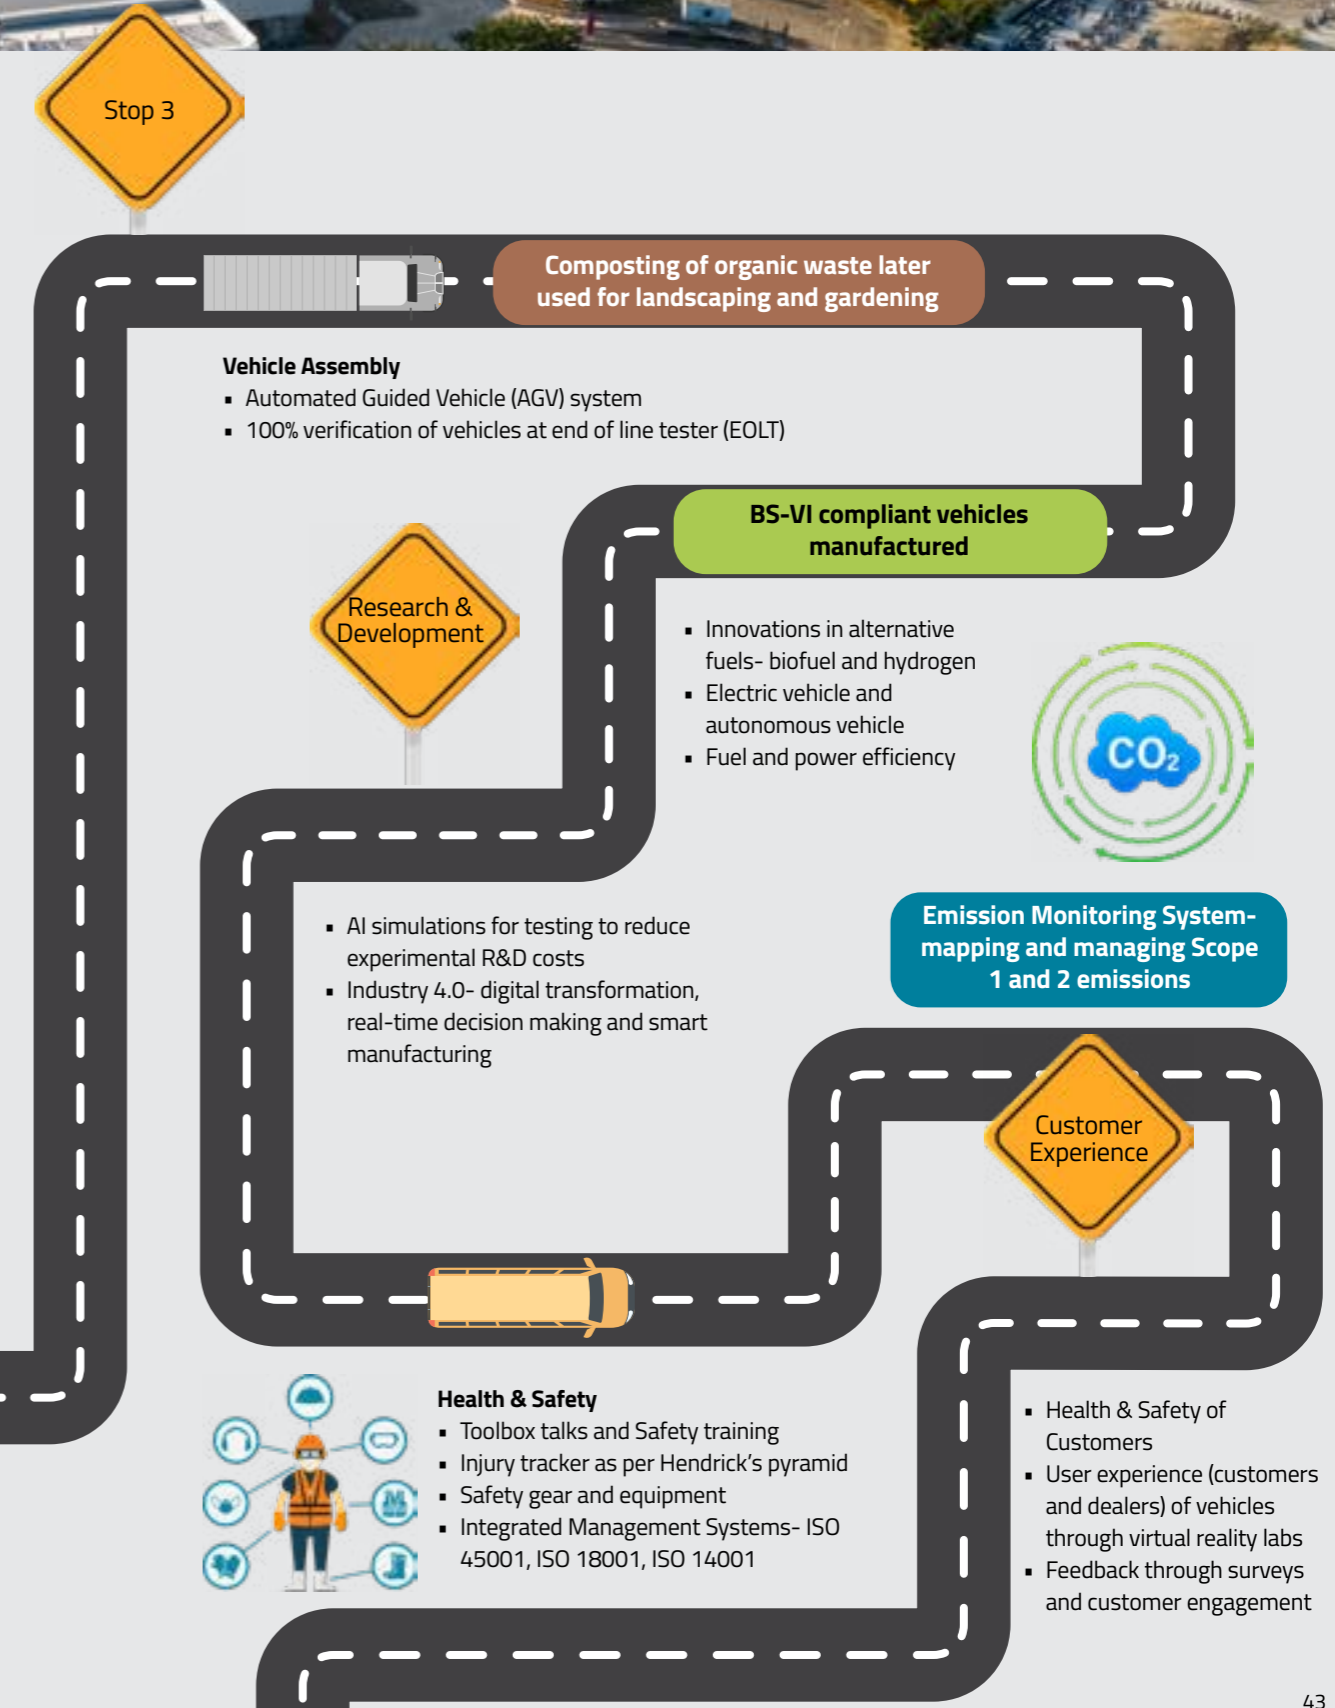 Stop 3
Composting of organic waste later
used for landscaping and gardening
Vehicle Assembly
▪ Automated Guided Vehicle (AGV) system
▪ 100% verification of vehicles at end of line tester (EOLT)
BS-VI compliant vehicles
manufactured
Research &
Development
▪ Innovations in alternative
fuels- biofuel and hydrogen
▪ Electric vehicle and
autonomous vehicle
▪ Fuel and power efficiency
CO₂
▪ AI simulations for testing to reduce
experimental R&D costs
▪ Industry 4.0- digital transformation,
real-time decision making and smart
manufacturing
Emission Monitoring System-
mapping and managing Scope
1 and 2 emissions
Customer
Experience
Health & Safety
▪ Toolbox talks and Safety training
▪ Injury tracker as per Hendrick’s pyramid
▪ Safety gear and equipment
▪ Integrated Management Systems- ISO
45001, ISO 18001, ISO 14001
▪ Health & Safety of
Customers
▪ User experience (customers
and dealers) of vehicles
through virtual reality labs
▪ Feedback through surveys
and customer engagement
43